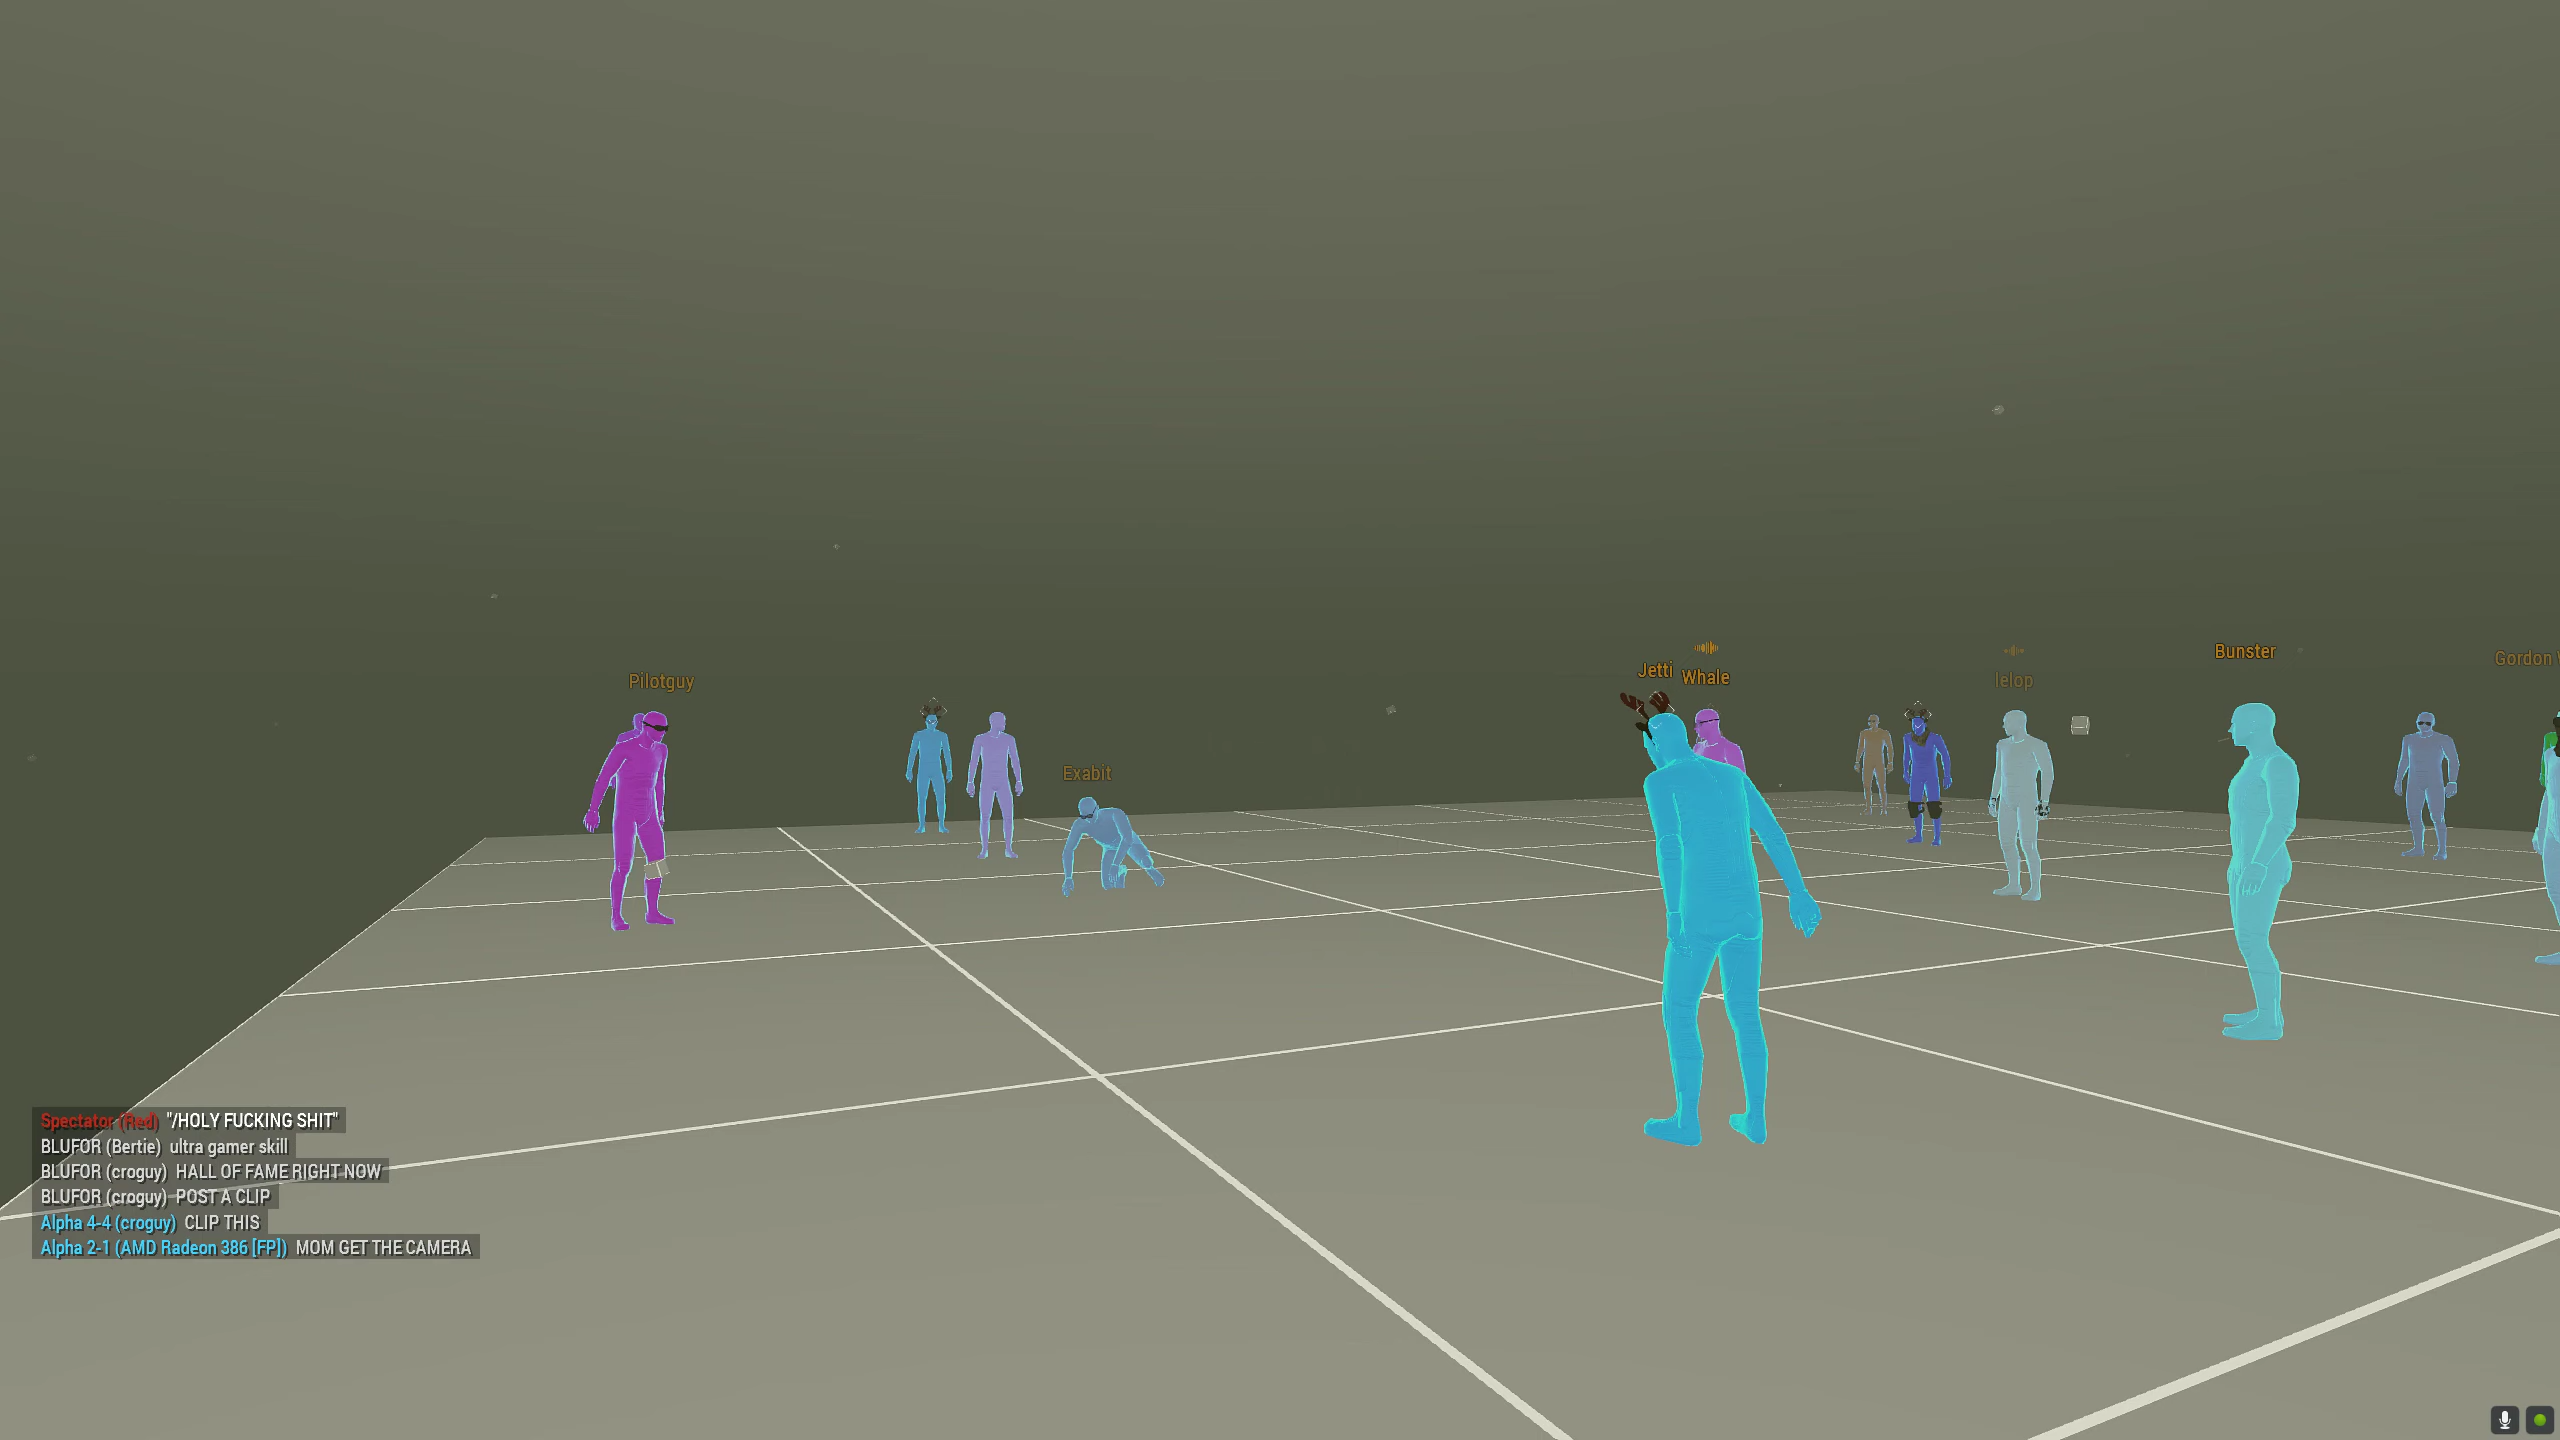 Jetti
Whale
Bunster
Gordon
Pilotguy
lelop
Exabit
Spectator (Red) "/HOLY FUCKING SHIT"
BLUFOR (Bertie) ultra gamer skill
BLUFOR (croguy) HALL OF FAME RIGHT NOW
BLUFOR (croguy) POST A CLIP
Alpha 4-4 (croguy) CLIP THIS
Alpha 2-1 (AMD Radeon 386 [FP]) MOM GET THE CAMERA